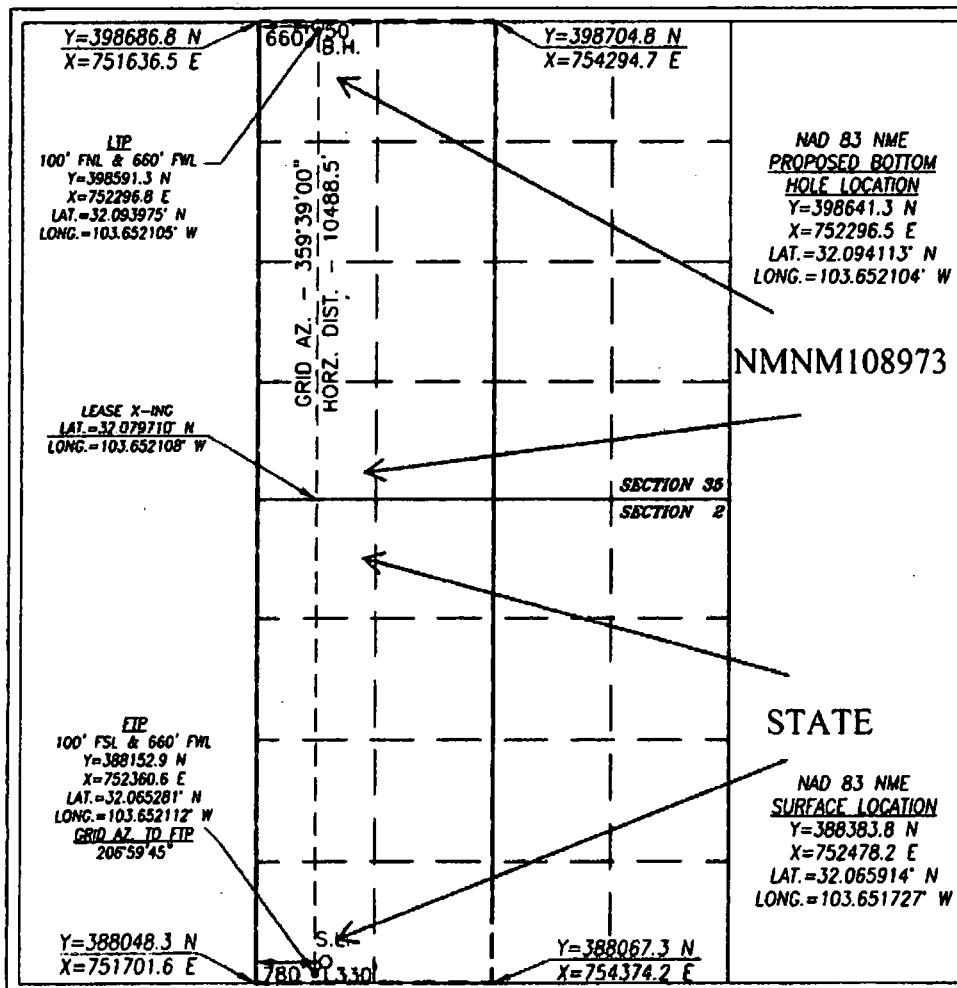 Y=398686.8 N
X=751636.5 E
660'
50'
B.H.
Y=398704.8 N
X=754294.7 E
LTP
100' FNL & 660' FWL
Y=398591.3 N
X=752296.8 E
LAT.=32.093975° N
LONG.=103.652105° W
GRID AZ. - 359°39'00"
HORZ. DIST. - 10488.5'
NAD 83 NME
PROPOSED BOTTOM
HOLE LOCATION
Y=398641.3 N
X=752296.5 E
LAT.=32.094113° N
LONG.=103.652104° W
NMNM108973
LEASE X-ING
LAT.=32.079710° N
LONG.=103.652108° W
SECTION 35
SECTION 2
STATE
FTP
100' FSL & 660' FWL
Y=388152.9 N
X=752360.6 E
LAT.=32.065281° N
LONG.=103.652112° W
GRID AZ. TO FTP
206°59'45"
NAD 83 NME
SURFACE LOCATION
Y=388383.8 N
X=752478.2 E
LAT.=32.065914° N
LONG.=103.651727° W
S.L.
Y=388048.3 N
X=751701.6 E
780'
330'
Y=388067.3 N
X=754374.2 E